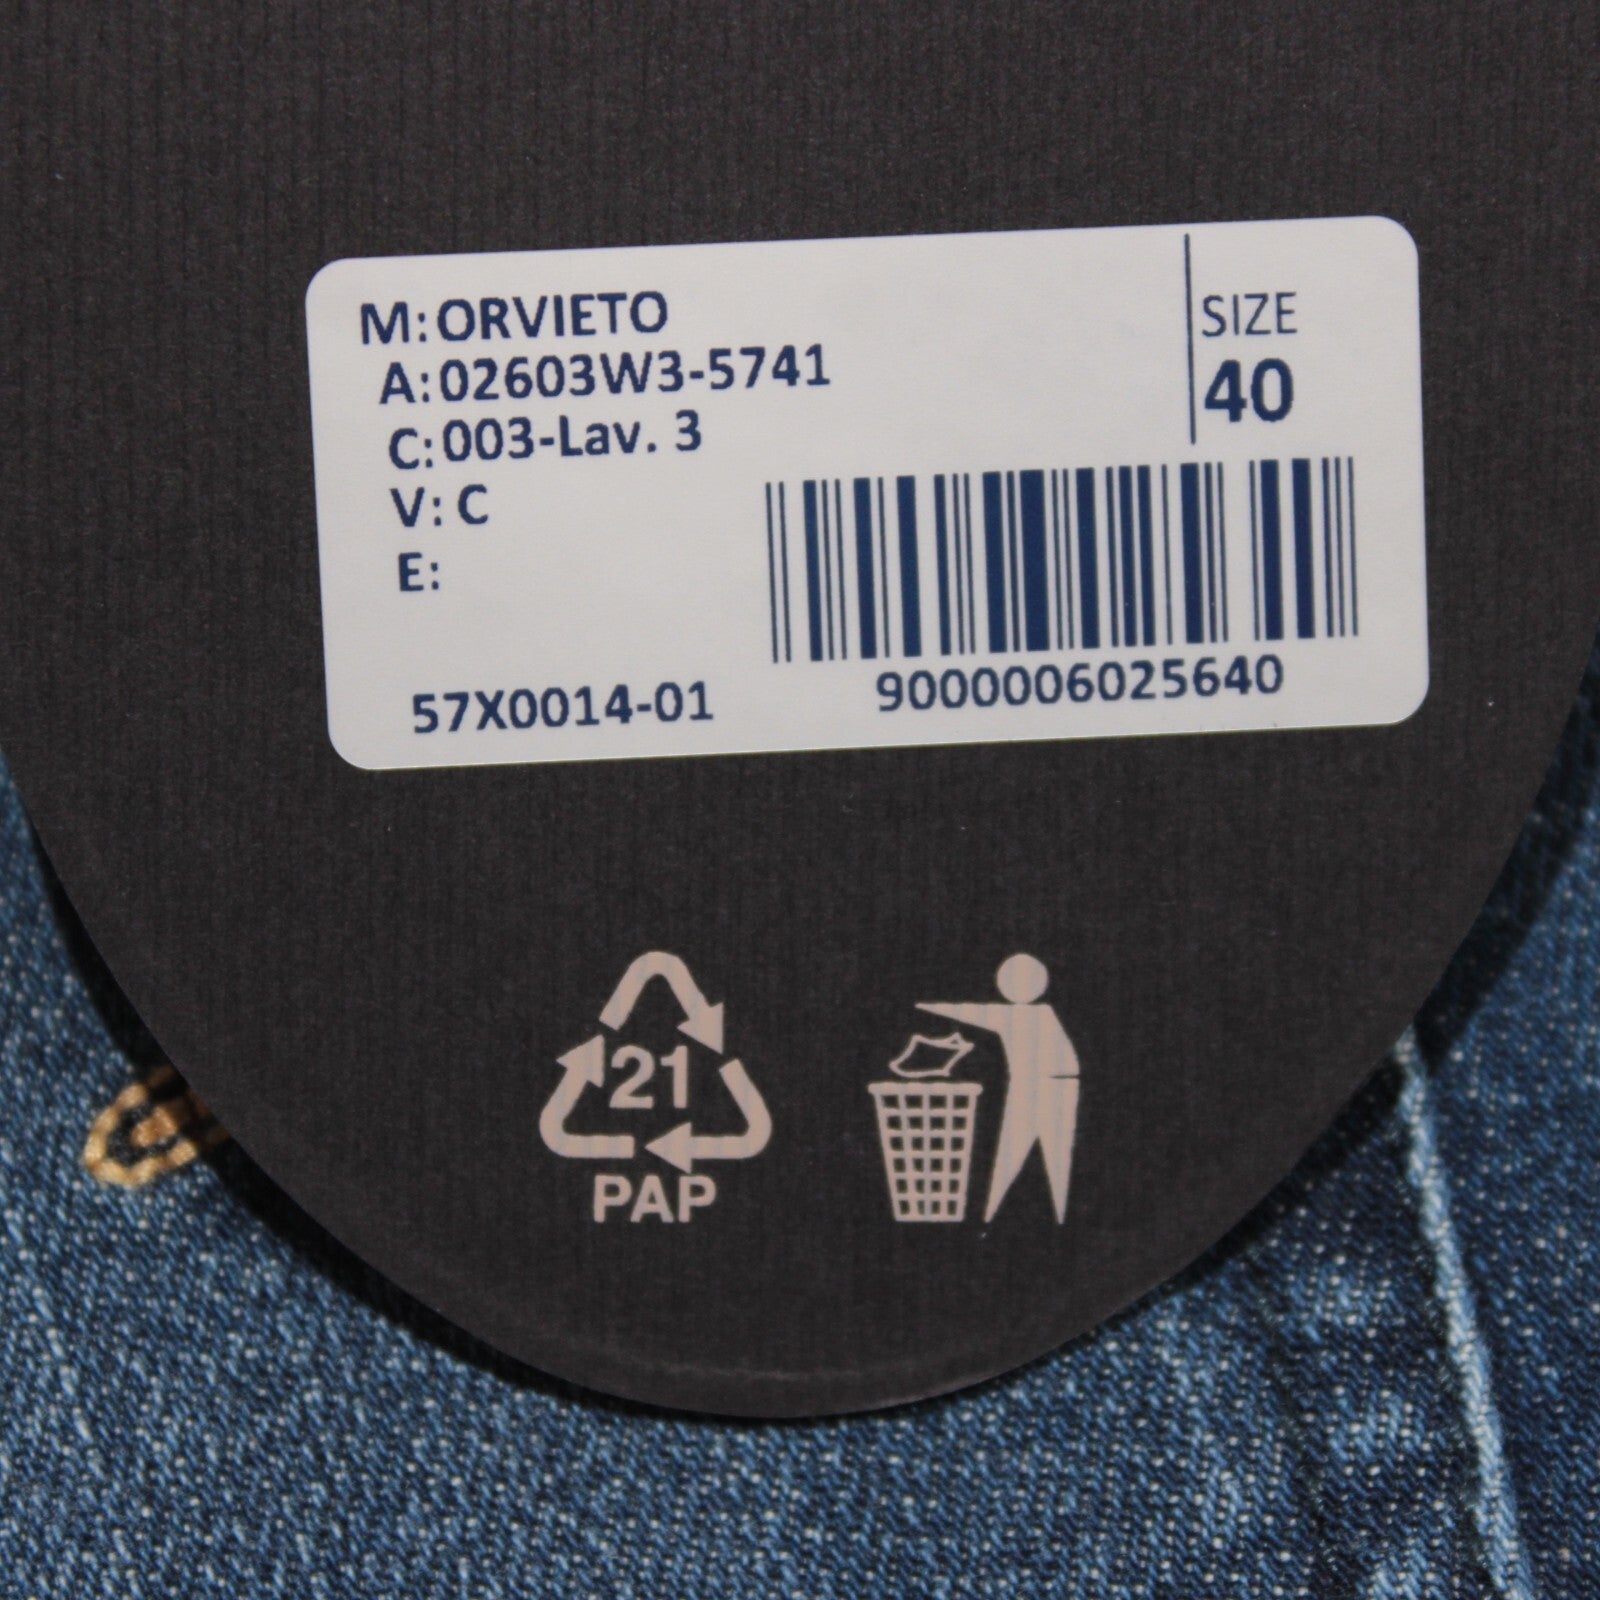 M: ORVIETO
A: 02603W3-5741
C: 003-Lav. 3
V: C
E:
SIZE
40
57X0014-01
9000006025640
21
PAP